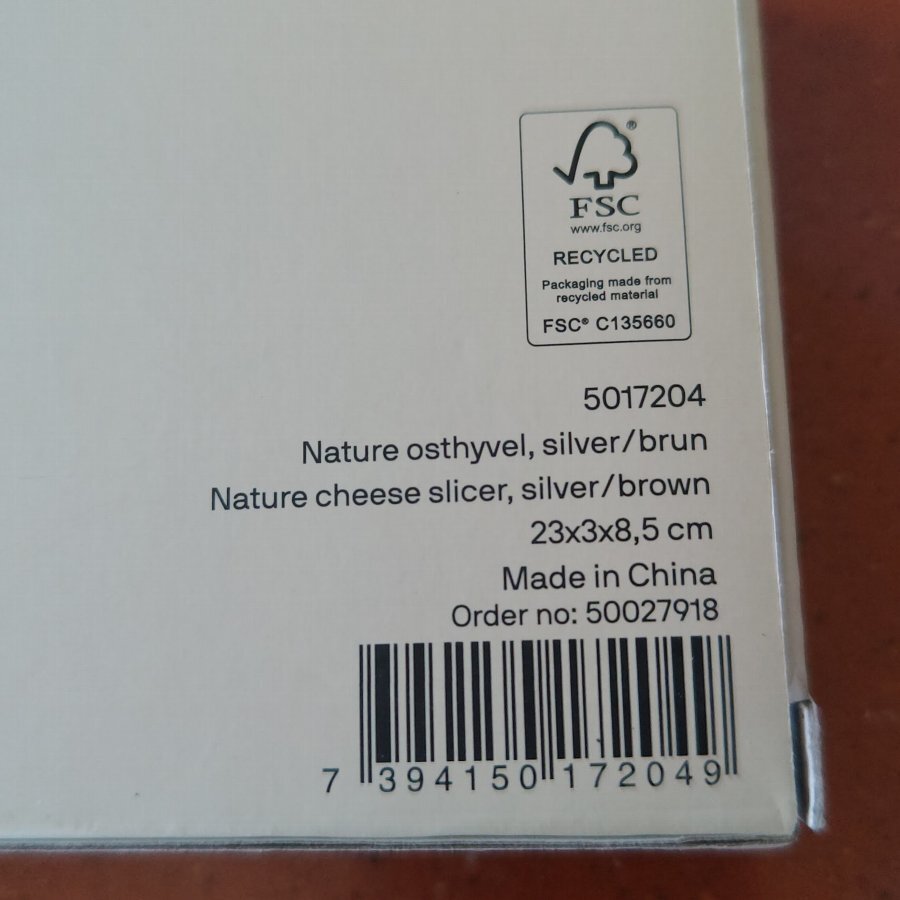 ®
FSC
www.fsc.org
RECYCLED
Packaging made from
recycled material
FSC® C135660
5017204
Nature osthyvel, silver/brun
Nature cheese slicer, silver/brown
23x3x8,5 cm
Made in China
Order no: 50027918
7 394150 172049